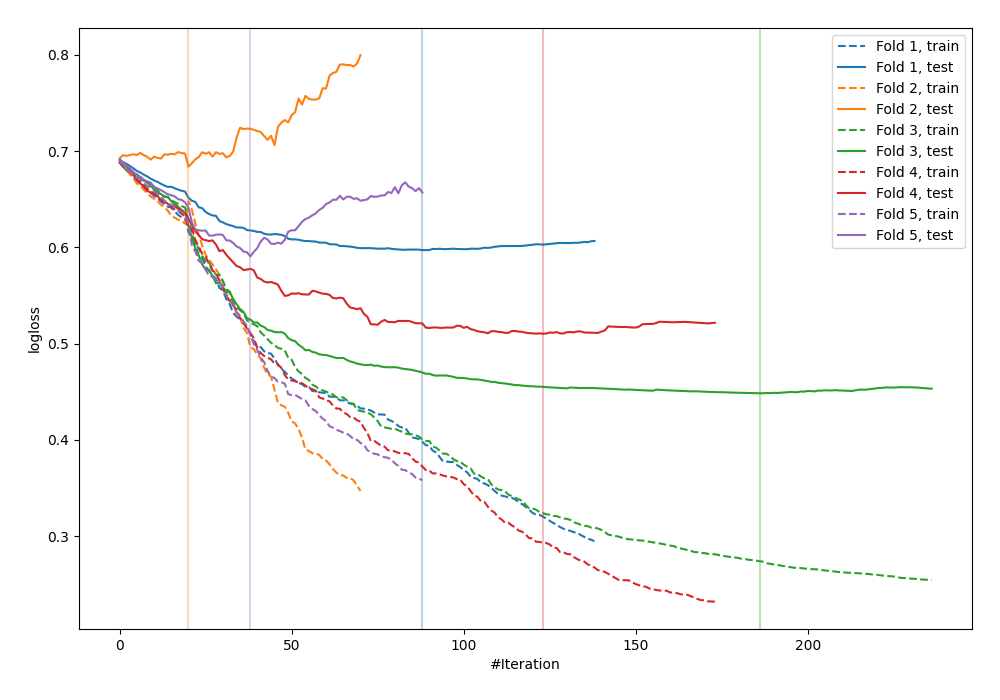 0.8
0.7
0.6
0.5
0.4
0.3
logloss
0
50
100
150
200
#Iteration
Fold 1, train
Fold 1, test
Fold 2, train
Fold 2, test
Fold 3, train
Fold 3, test
Fold 4, train
Fold 4, test
Fold 5, train
Fold 5, test